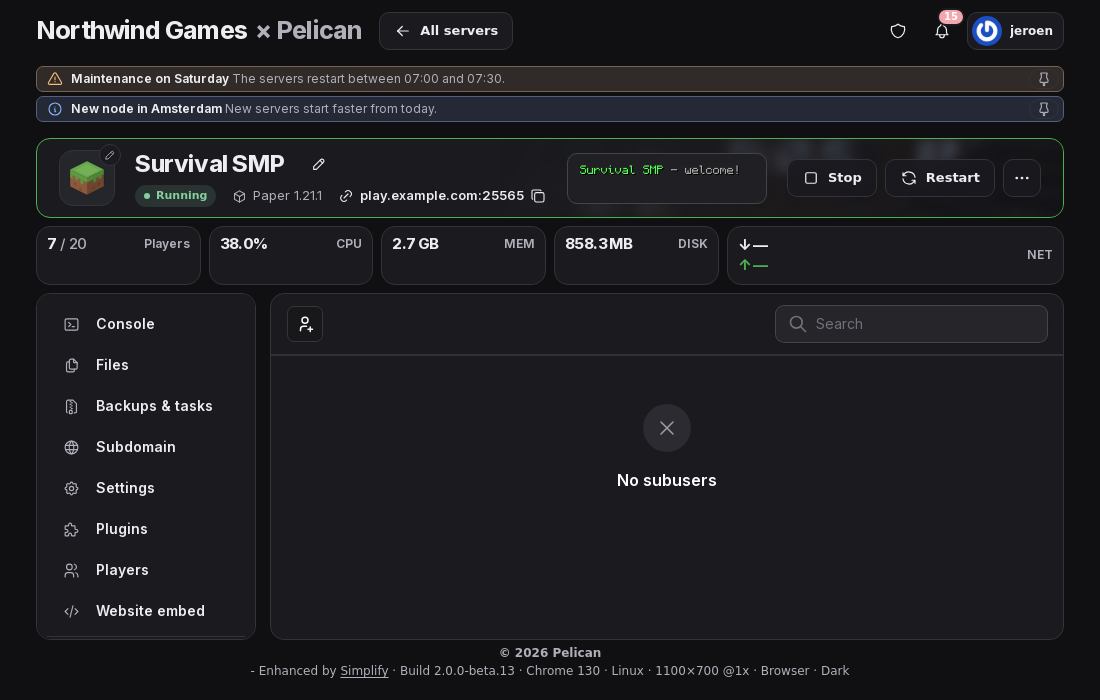 Northwind Games × Pelican
All servers
15
jeroen
Maintenance on Saturday The servers restart between 07:00 and 07:30.
New node in Amsterdam New servers start faster from today.
Survival SMP
Running
Paper 1.21.1
play.example.com:25565
Survival SMP – welcome!
Stop
Restart
7 / 20 Players
38.0% CPU
2.7 GB MEM
858.3 MB DISK
↓—
↑—
NET
Console
Files
Backups & tasks
Subdomain
Settings
Plugins
Players
Website embed
Search
No subusers
© 2026 Pelican
- Enhanced by Simplify · Build 2.0.0-beta.13 · Chrome 130 · Linux · 1100×700 @1x · Browser · Dark